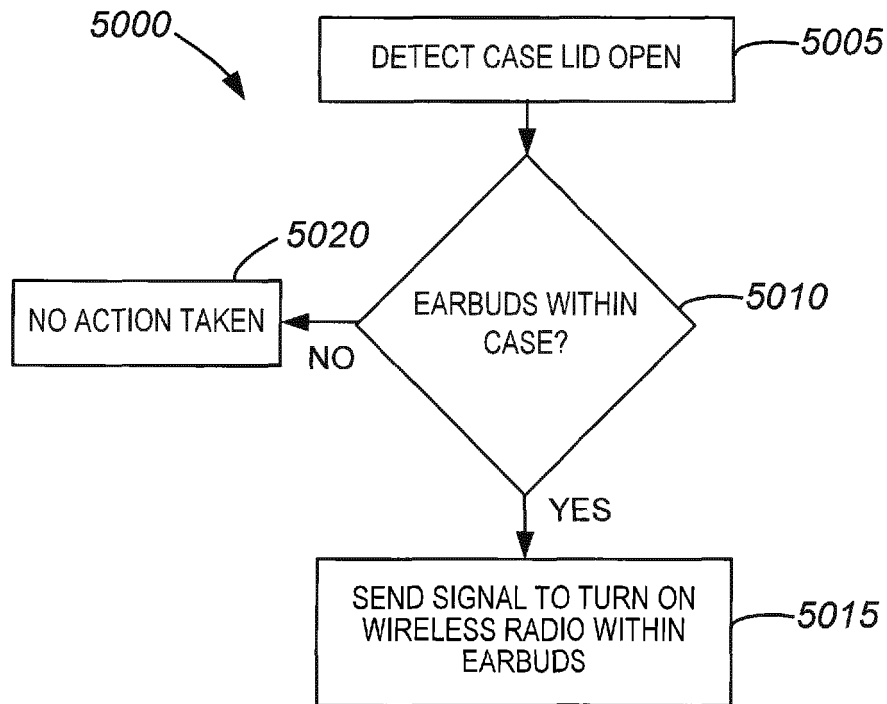 5000
DETECT CASE LID OPEN
5005
5020
NO ACTION TAKEN
NO
EARBUDS WITHIN
CASE?
5010
YES
SEND SIGNAL TO TURN ON
WIRELESS RADIO WITHIN
EARBUDS
5015